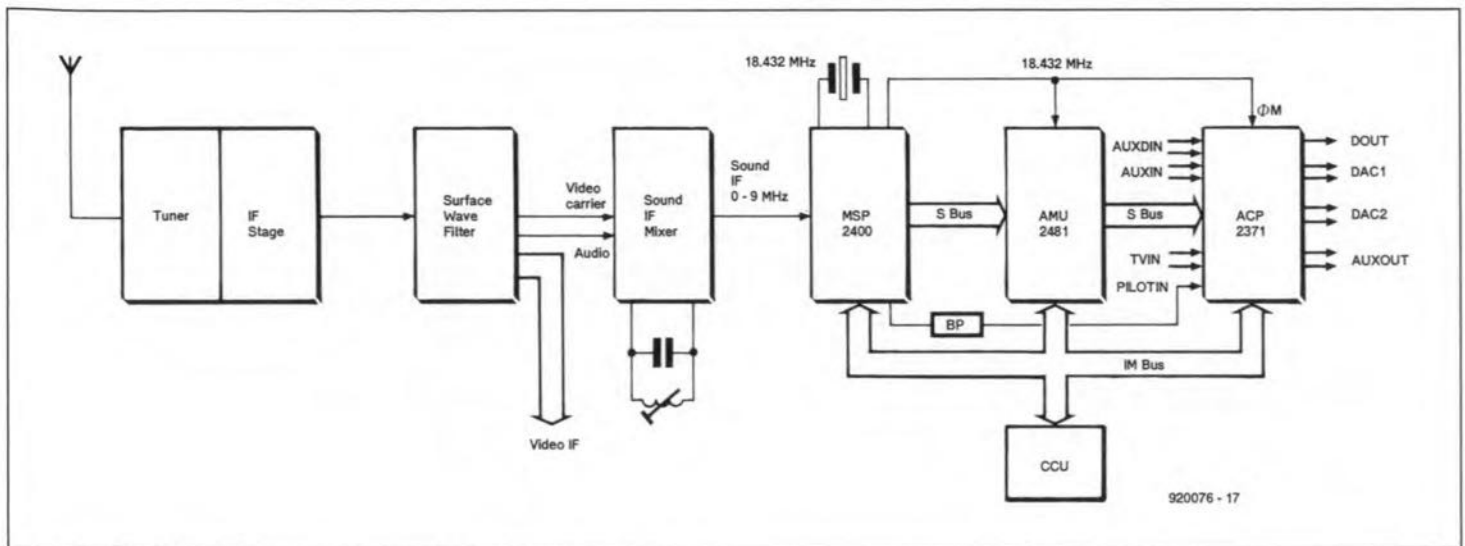 18.432 MHz
18.432 MHz
ΦM
Tuner
IF
Stage
Surface
Wave
Filter
Video
carrier
Audio
Sound
IF
Mixer
Sound
IF
0 - 9 MHz
MSP
2400
S Bus
AMU
2481
S Bus
AUXDIN
AUXIN
TVIN
PILOTIN
ACP
2371
DOUT
DAC1
DAC2
AUXOUT
BP
IM Bus
Video IF
CCU
920076 - 17